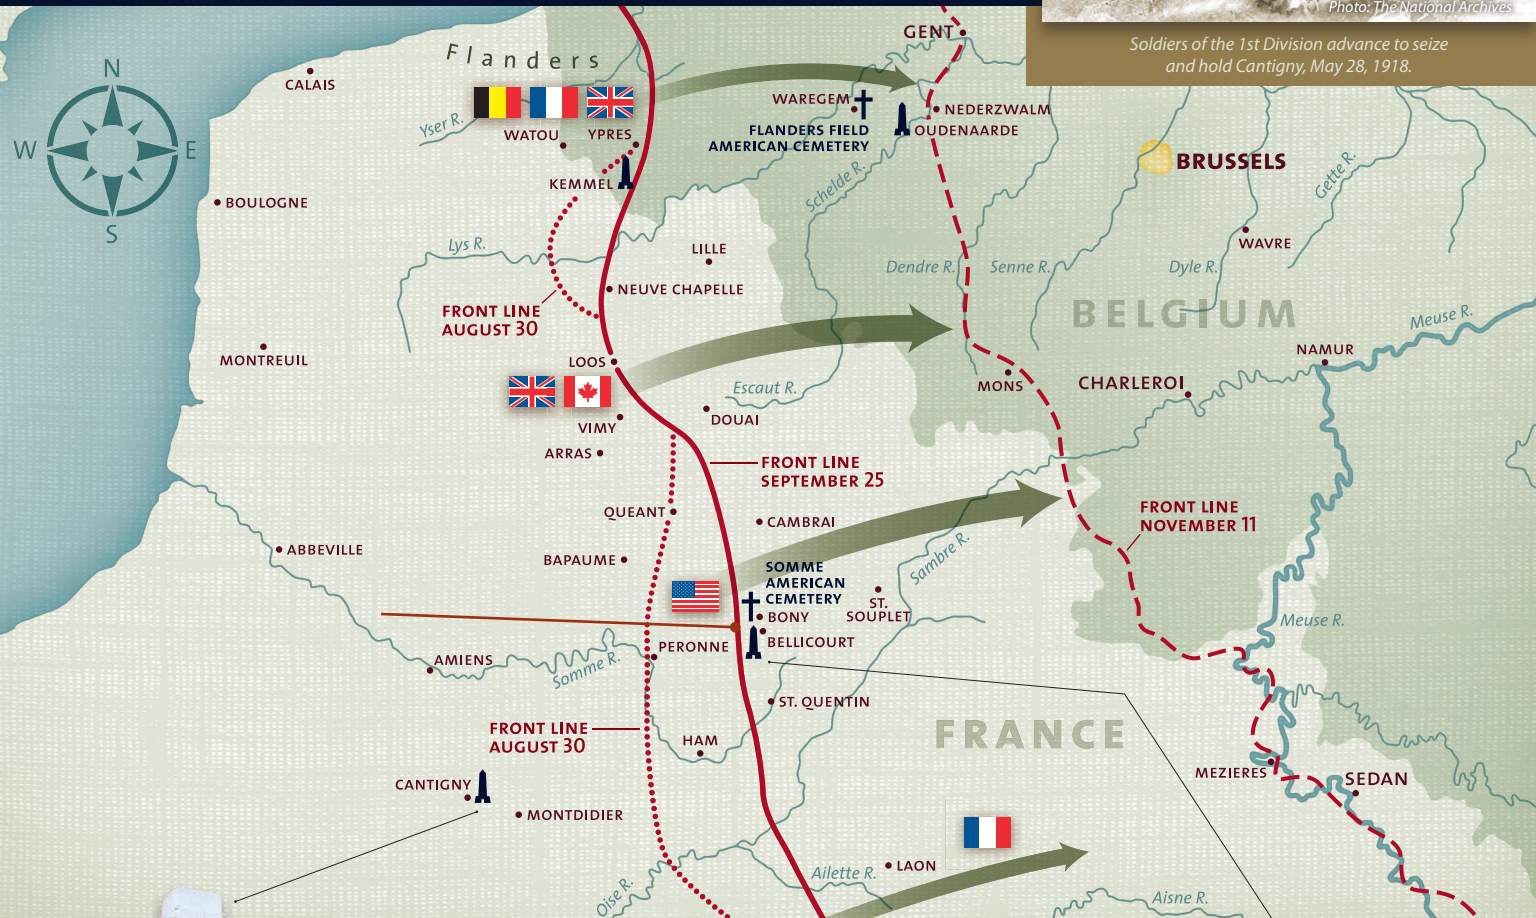 Photo: The National Archives
Soldiers of the 1st Division advance to seize
and hold Cantigny, May 28, 1918.
N
W
E
S
CALAIS
Flanders
GENT
WATOU
YPRES
Yser R.
WAREGEM
NEDERZWALM
FLANDERS FIELD
AMERICAN CEMETERY
OUDENAARDE
BRUSSELS
KEMMEL
Schelde R.
Gette R.
BOULOGNE
Lys R.
LILLE
WAVRE
Dendre R.
Senne R.
Dyle R.
NEUVE CHAPELLE
FRONT LINE
AUGUST 30
BELGIUM
Meuse R.
MONTREUIL
LOOS
NAMUR
Escaut R.
MONS
CHARLEROI
VIMY
DOUAI
ARRAS
FRONT LINE
SEPTEMBER 25
QUEANT
CAMBRAI
FRONT LINE
NOVEMBER 11
ABBEVILLE
BAPAUME
Sambre R.
SOMME
AMERICAN
CEMETERY
BONY
ST.
SOUPLET
BELLICOURT
Meuse R.
PERONNE
AMIENS
Somme R.
ST. QUENTIN
FRONT LINE
AUGUST 30
HAM
FRANCE
MEZIERES
SEDAN
CANTIGNY
MONTDIDIER
LAON
Ailette R.
Oise R.
Aisne R.